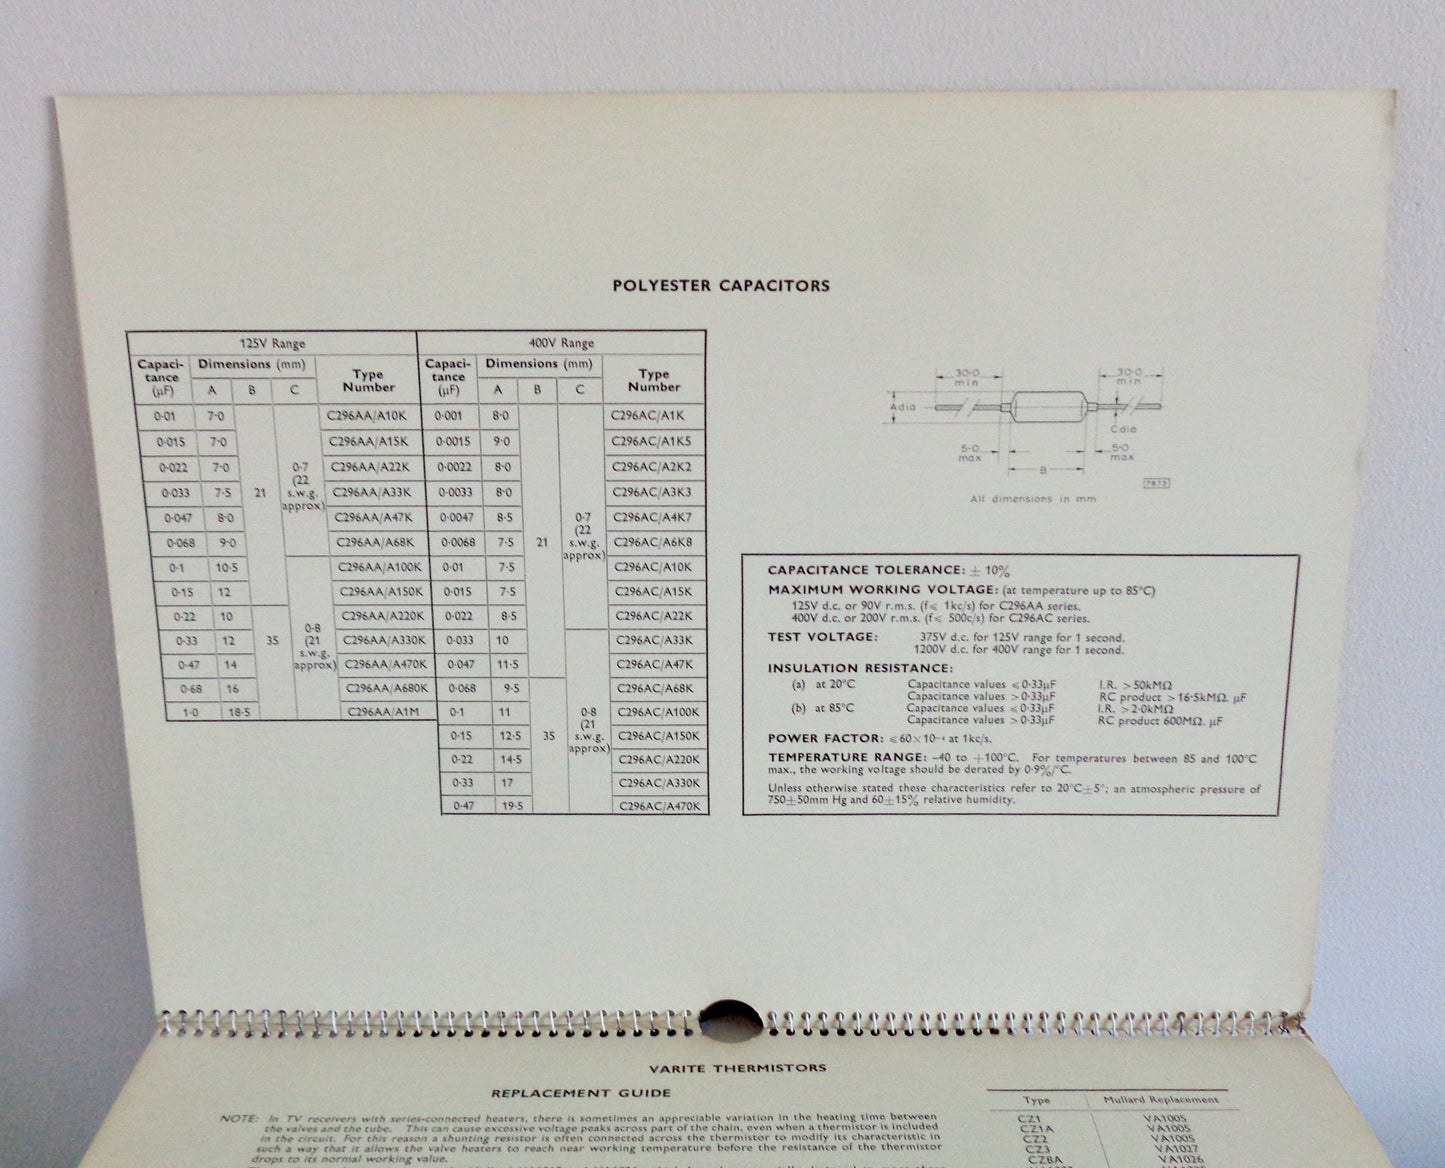 POLYESTER CAPACITORS
125V Range 400V Range
Capaci-
tance
(μF) Dimensions (mm) Type
Number Capaci-
tance
(μF) Dimensions (mm) Type
Number
A B C A B C
0·01 7·0 C296AA/A10K 0·001 8·0 C296AC/A1K
0·015 7·0 C296AA/A15K 0·0015 9·0 C296AC/A1K5
0·022 7·0 C296AA/A22K 0·0022 8·0 C296AC/A2K2
0·033 7·5 21 0·7
(22
s.w.g.
approx) C296AA/A33K 0·0033 8·0 C296AC/A3K3
0·047 8·0 C296AA/A47K 0·0047 8·5 C296AC/A4K7
0·068 9·0 C296AA/A68K 0·0068 7·5 21 0·7
(22
s.w.g.
approx) C296AC/A6K8
0·1 10·5 C296AA/A100K 0·01 7·5 C296AC/A10K
0·15 12 C296AA/A150K 0·015 7·5 C296AC/A15K
0·22 10 C296AA/A220K 0·022 8·5 C296AC/A22K
0·33 12 35 0·8
(21
s.w.g.
approx) C296AA/A330K 0·033 10 C296AC/A33K
0·47 14 C296AA/A470K 0·047 11·5 C296AC/A47K
0·68 16 C296AA/A680K 0·068 9·5 C296AC/A68K
1·0 18·5 C296AA/A1M 0·1 11 C296AC/A100K
0·15 12·5 35 0·8
(21
s.w.g.
approx) C296AC/A150K
0·22 14·5 C296AC/A220K
0·33 17 C296AC/A330K
0·47 19·5 C296AC/A470K
30·0
min
30·0
min
A dia
C dia
5·0
max
5·0
max
B
7873
All dimensions in mm
CAPACITANCE TOLERANCE: ± 10%
MAXIMUM WORKING VOLTAGE: (at temperature up to 85°C)
125V d.c. or 90V r.m.s. (f⩽ 1kc/s) for C296AA series.
400V d.c. or 200V r.m.s. (f⩽ 500c/s) for C296AC series.
TEST VOLTAGE: 375V d.c. for 125V range for 1 second.
1200V d.c. for 400V range for 1 second.
INSULATION RESISTANCE:
(a) at 20°C Capacitance values ⩽0·33μF I.R. >50kMΩ
Capacitance values >0·33μF RC product >16·5kMΩ. μF
(b) at 85°C Capacitance values ⩽0·33μF I.R. >2·0kMΩ
Capacitance values >0·33μF RC product 600MΩ. μF
POWER FACTOR: ⩽60×10⁻⁴ at 1kc/s.
TEMPERATURE RANGE: −40 to +100°C. For temperatures between 85 and 100°C
max., the working voltage should be derated by 0·9%/°C.
Unless otherwise stated these characteristics refer to 20°C±5°; an atmospheric pressure of
750±50mm Hg and 60±15% relative humidity.
VARITE THERMISTORS
REPLACEMENT GUIDE
NOTE: In TV receivers with series-connected heaters, there is sometimes an appreciable variation in the heating time between
the valves and the tube. This can cause excessive voltage peaks across part of the chain, even when a thermistor is included
in the circuit. For this reason a shunting resistor is often connected across the thermistor to modify its characteristic in
such a way that it allows the valve heaters to reach near working temperature before the resistance of the thermistor
drops to its normal working value.
Type Mullard Replacement
CZ1 VA1005
CZ1A VA1005
CZ2 VA1005
CZ3 VA1027
CZ8A VA1026